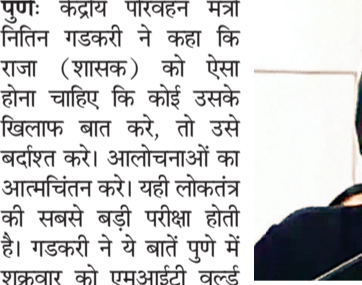 पुणेः केंद्रीय परिवहन मंत्री
नितिन गडकरी ने कहा कि
राजा (शासक) को ऐसा
होना चाहिए कि कोई उसके
खिलाफ बात करे, तो उसे
बर्दाश्त करे। आलोचनाओं का
आत्मचिंतन करे। यही लोकतंत्र
की सबसे बड़ी परीक्षा होती
है। गडकरी ने ये बातें पुणे में
शुक्रवार को एमआईटी वर्ल्ड